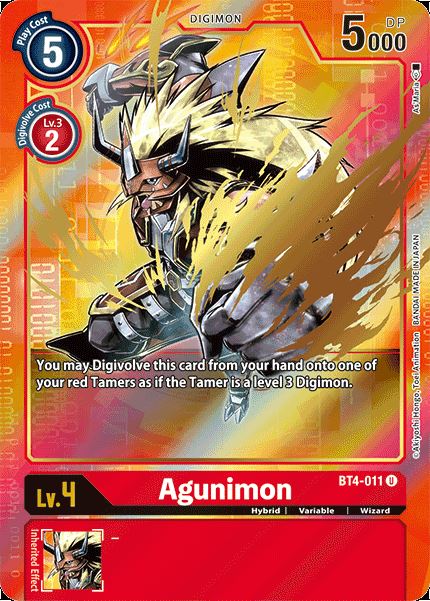 DIGIMON
Play Cost
5
DP
5000
Digivolve Cost
Lv.3
2
As'Maria
You may Digivolve this card from your hand onto one of
your red Tamers as if the Tamer is a level 3 Digimon.
©Akiyoshi Hongo, Toei Animation BANDAI MADE IN JAPAN
Lv.4
Agunimon
BT4-011 U
Hybrid | Variable | Wizard
Inherited Effect
–